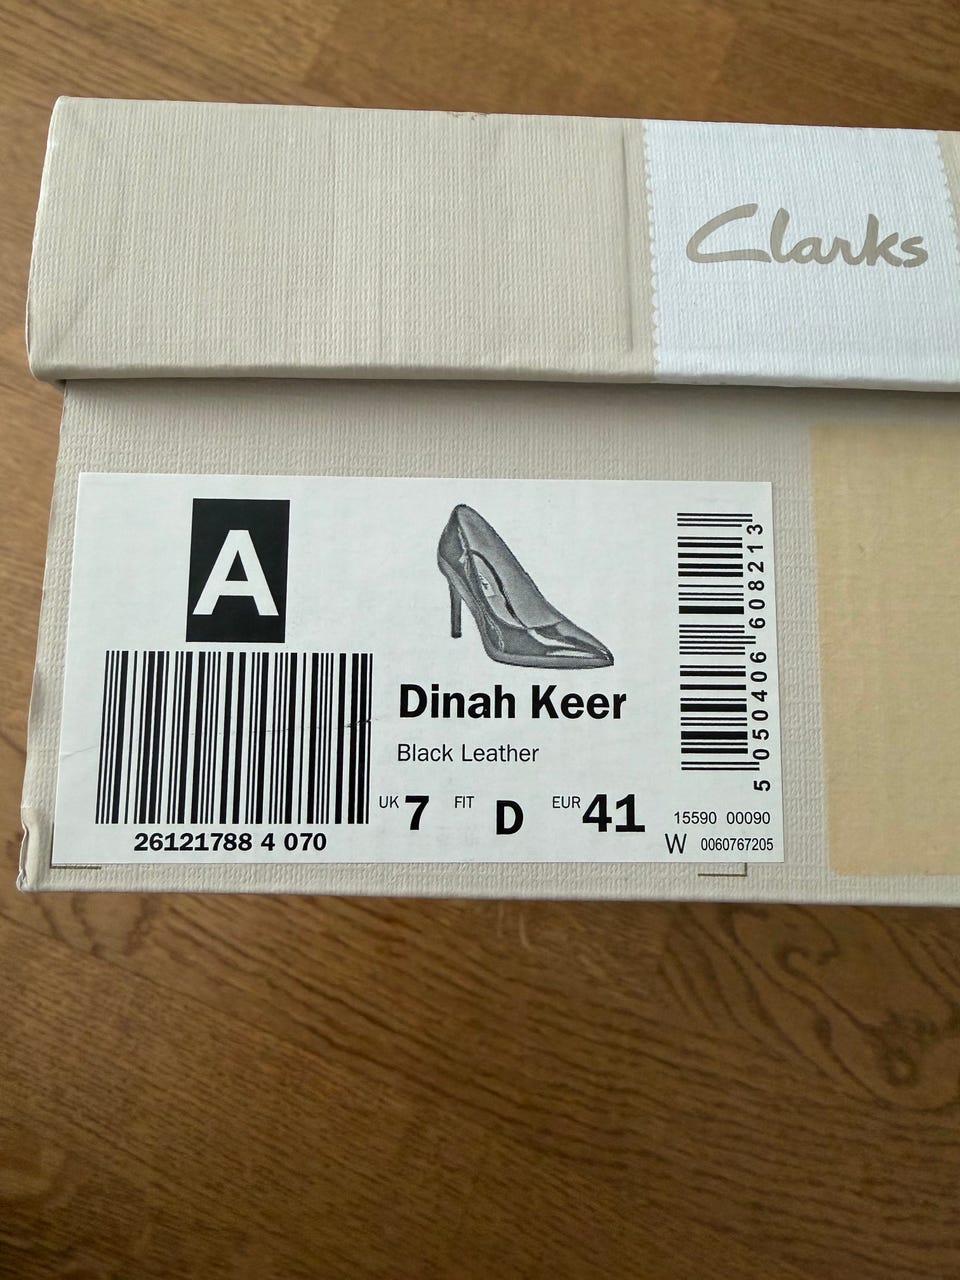 Clarks
A
26121788 4 070
Dinah Keer
Black Leather
UK 7 FIT D EUR 41
5 050406 608213
15590 00090
W 0060767205